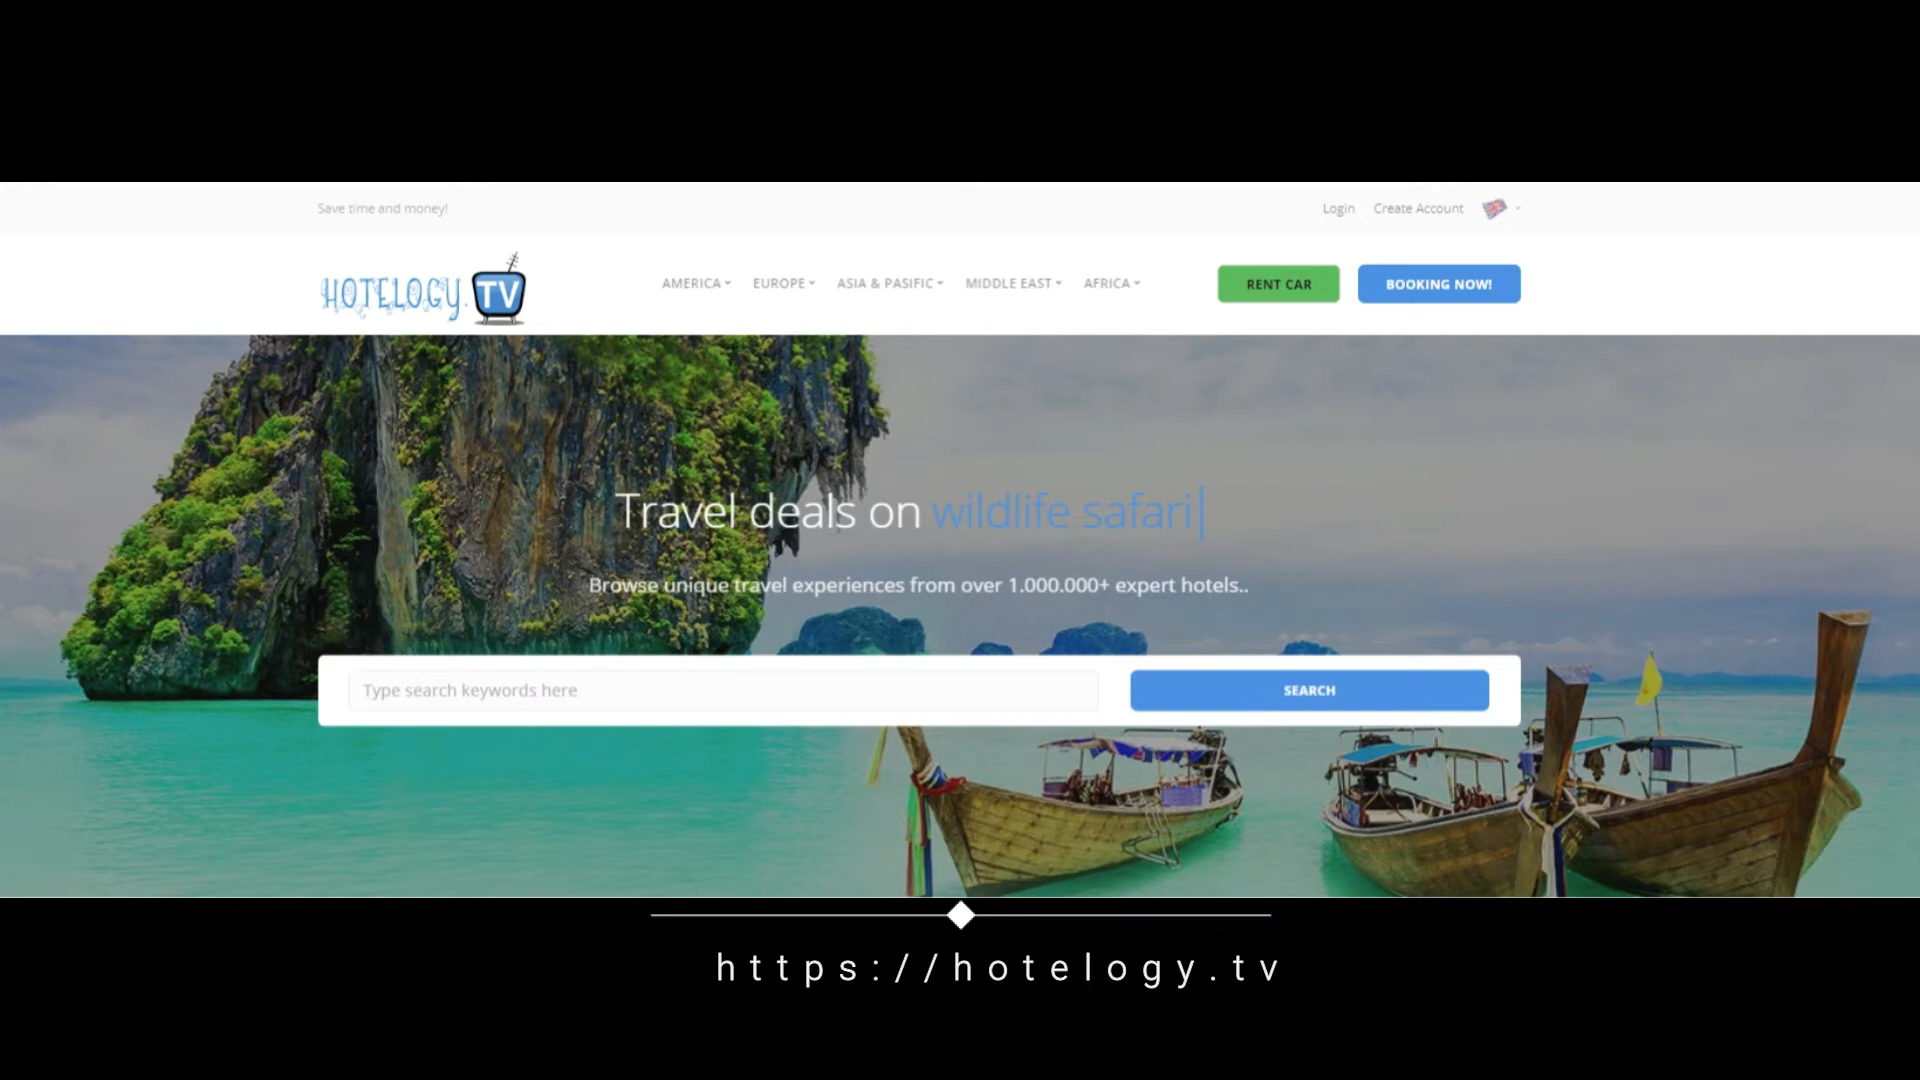 Save time and money!
Login Create Account
HOTELOGY.TV
AMERICA EUROPE ASIA & PASIFIC MIDDLE EAST AFRICA RENT CAR BOOKING NOW!
Travel deals on wildlife safari
Browse unique travel experiences from over 1.000.000+ expert hotels..
Type search keywords here SEARCH
https://hotelogy.tv